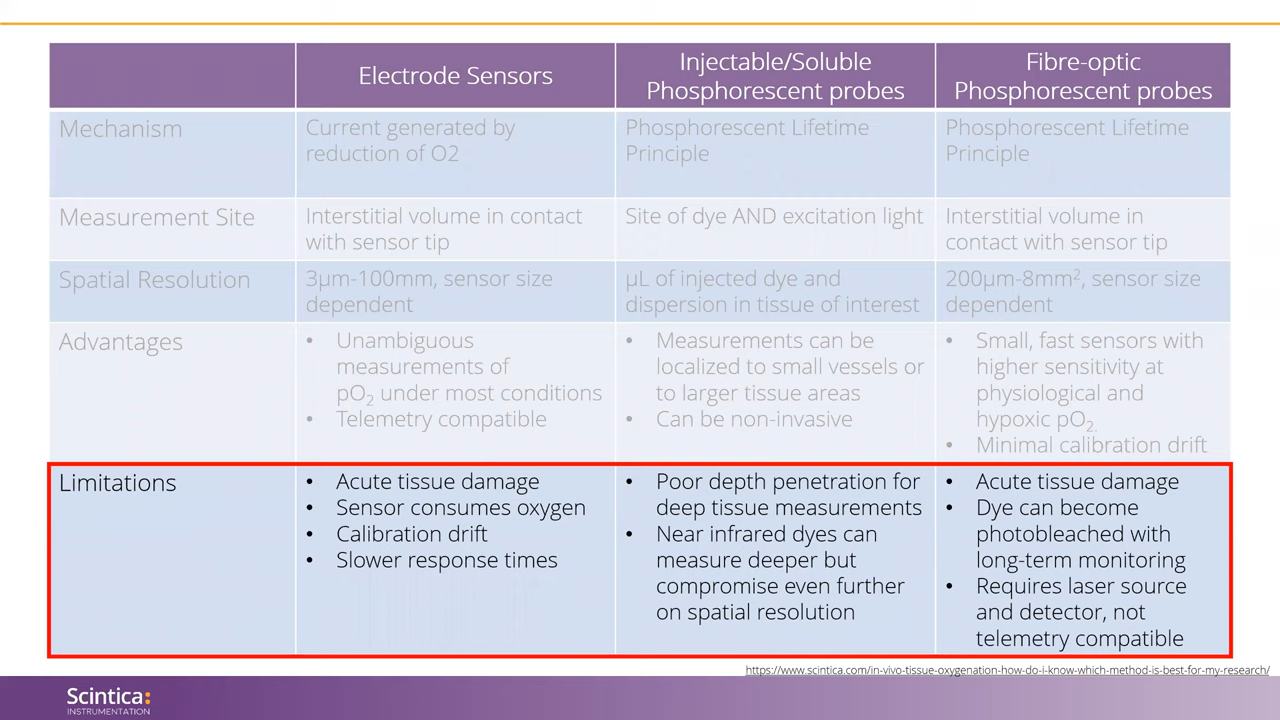 Electrode Sensors
Injectable/Soluble
Phosphorescent probes
Fibre-optic
Phosphorescent probes
Mechanism
Current generated by
reduction of O2
Phosphorescent Lifetime
Principle
Phosphorescent Lifetime
Principle
Measurement Site
Interstitial volume in contact
with sensor tip
Site of dye AND excitation light
Interstitial volume in
contact with sensor tip
Spatial Resolution
3µm-100mm, sensor size
dependent
µL of injected dye and
dispersion in tissue of interest
200µm-8mm², sensor size
dependent
Advantages
• Unambiguous
measurements of
pO₂ under most conditions
• Telemetry compatible
• Measurements can be
localized to small vessels or
to larger tissue areas
• Can be non-invasive
• Small, fast sensors with
higher sensitivity at
physiological and
hypoxic pO₂.
• Minimal calibration drift
Limitations
• Acute tissue damage
• Sensor consumes oxygen
• Calibration drift
• Slower response times
• Poor depth penetration for
deep tissue measurements
• Near infrared dyes can
measure deeper but
compromise even further
on spatial resolution
• Acute tissue damage
• Dye can become
photobleached with
long-term monitoring
• Requires laser source
and detector, not
telemetry compatible
https://www.scintica.com/in-vivo-tissue-oxygenation-how-do-i-know-which-method-is-best-for-my-research/
Scintica:
INSTRUMENTATION